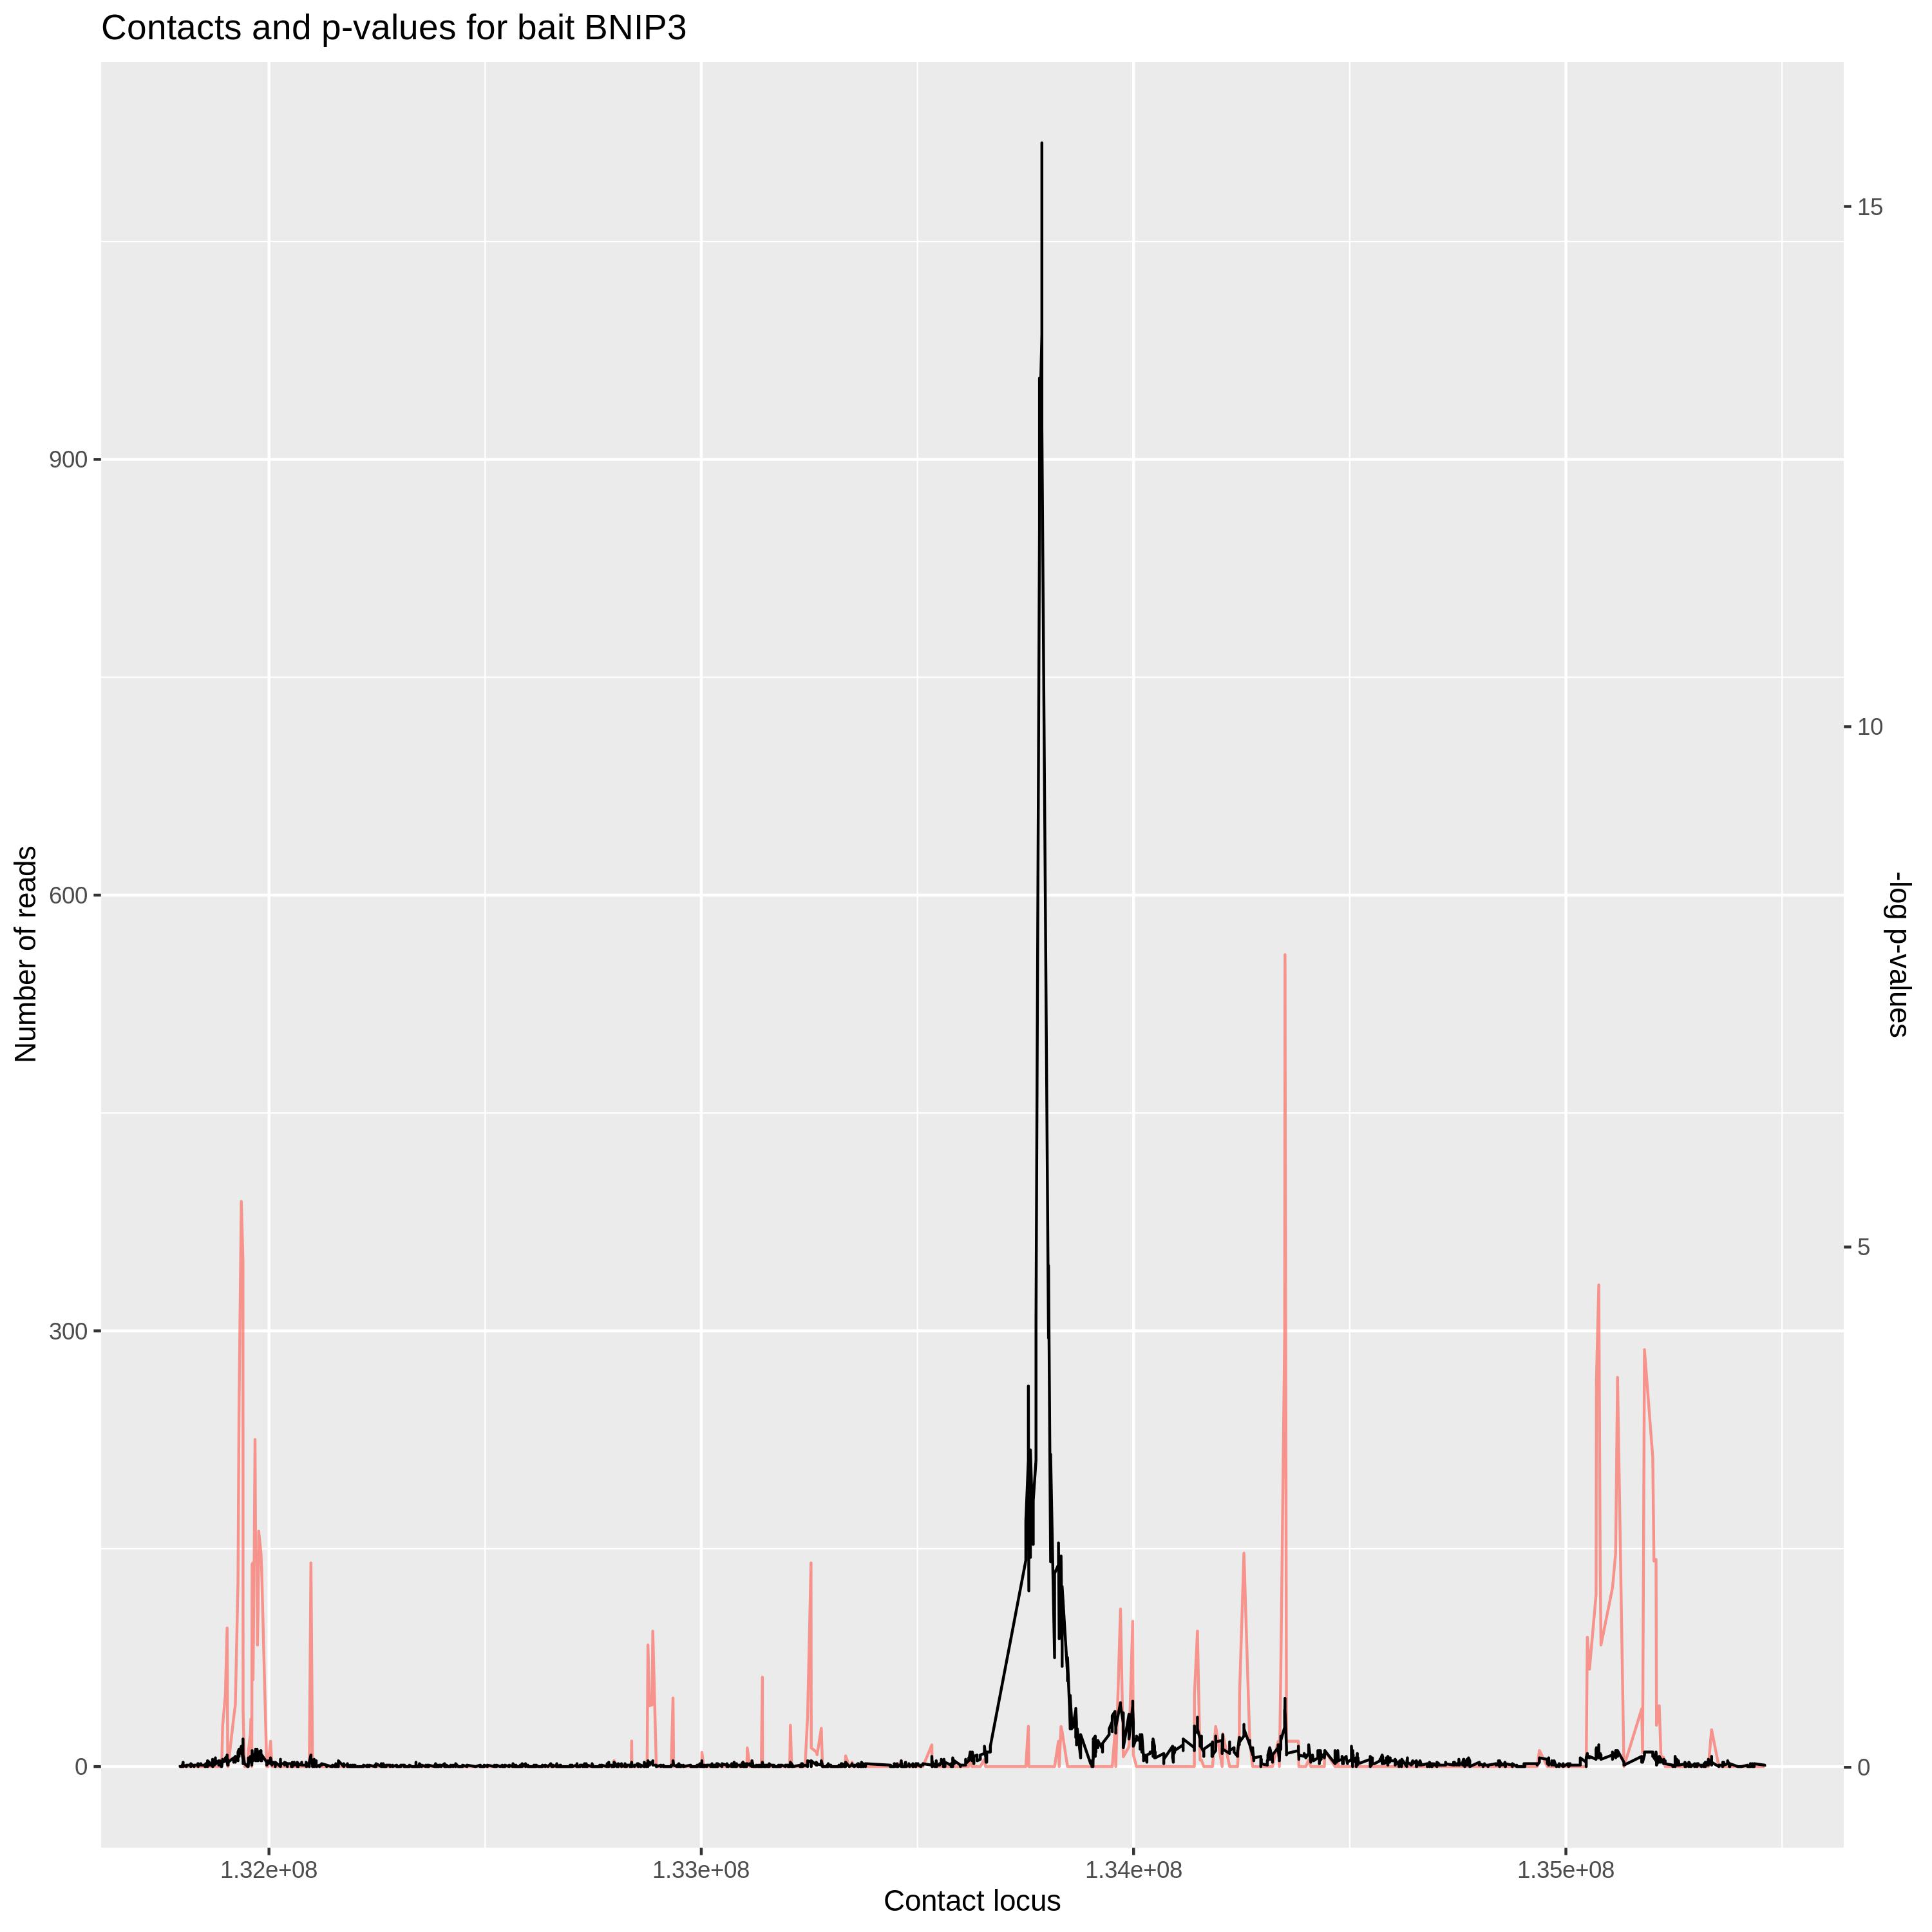 Contacts and p-values for bait BNIP3
Number of reads
900
600
300
0
15
10
5
0
-log p-values
1.32e+08
1.33e+08
1.34e+08
1.35e+08
Contact locus